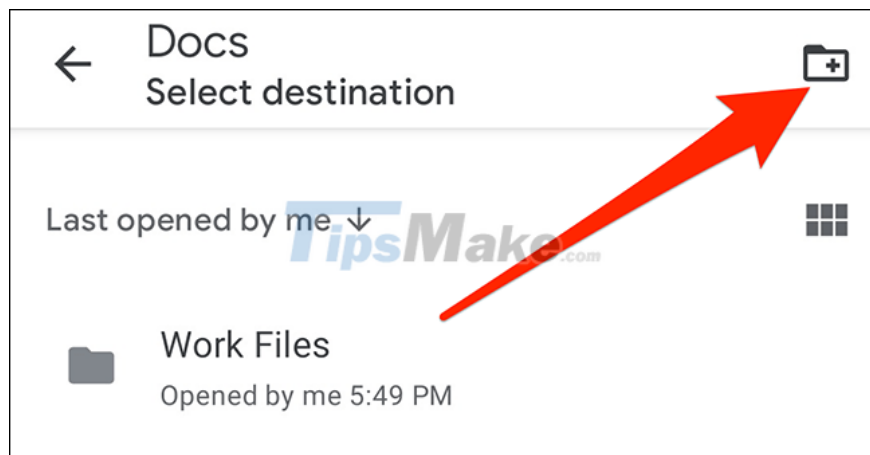 Docs
Select destination
Last opened by me ↓
TipsMake.com
Work Files
Opened by me 5:49 PM